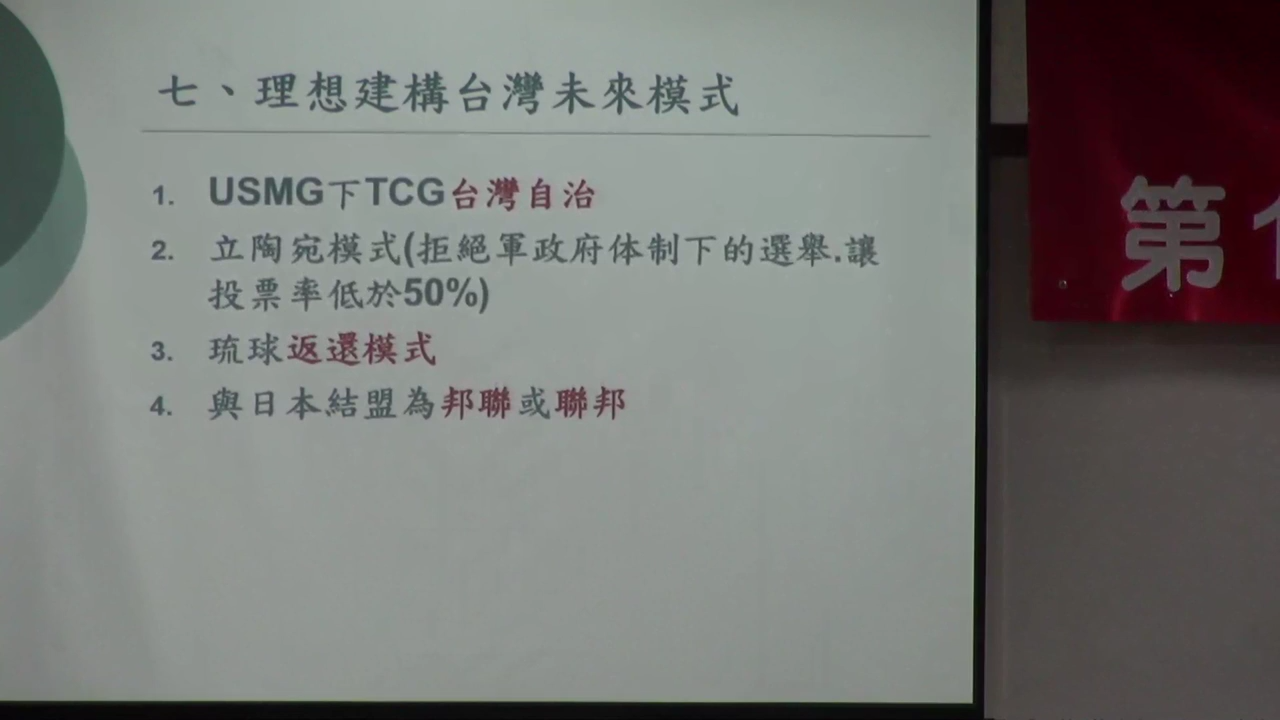 七、理想建構台灣未來模式
1. USMG下TCG台灣自治
2. 立陶宛模式(拒絕軍政府体制下的選舉.讓
投票率低於50%)
3. 琉球返還模式
4. 與日本結盟為邦聯或聯邦
第